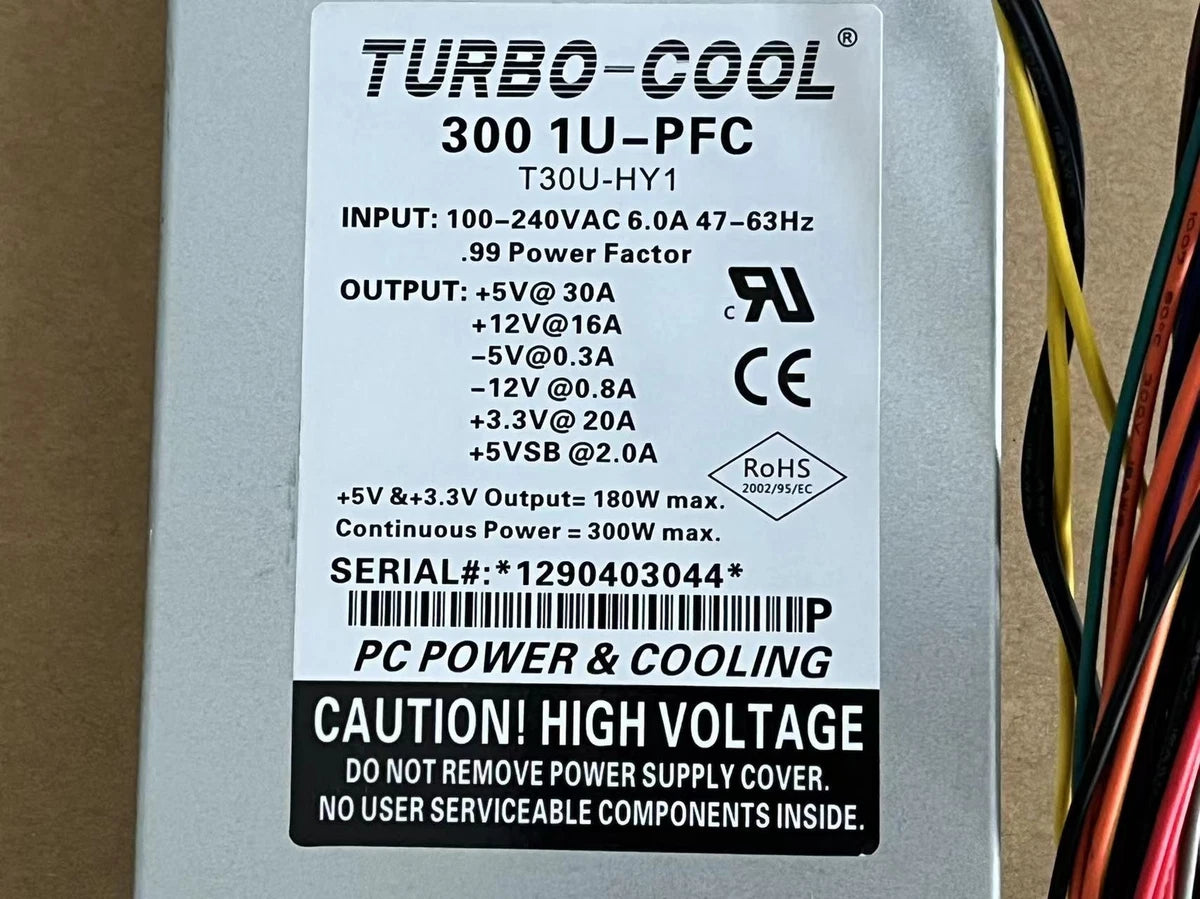 TURBO-COOL®
300 1U-PFC
T30U-HY1
INPUT: 100-240VAC 6.0A 47-63Hz
.99 Power Factor
OUTPUT: +5V@ 30A
+12V@16A
-5V@0.3A
-12V @0.8A
+3.3V@ 20A
+5VSB @2.0A
c RU
CE
RoHS
2002/95/EC
+5V &+3.3V Output= 180W max.
Continuous Power = 300W max.
SERIAL#:*1290403044*
P
PC POWER & COOLING
CAUTION! HIGH VOLTAGE
DO NOT REMOVE POWER SUPPLY COVER.
NO USER SERVICEABLE COMPONENTS INSIDE.